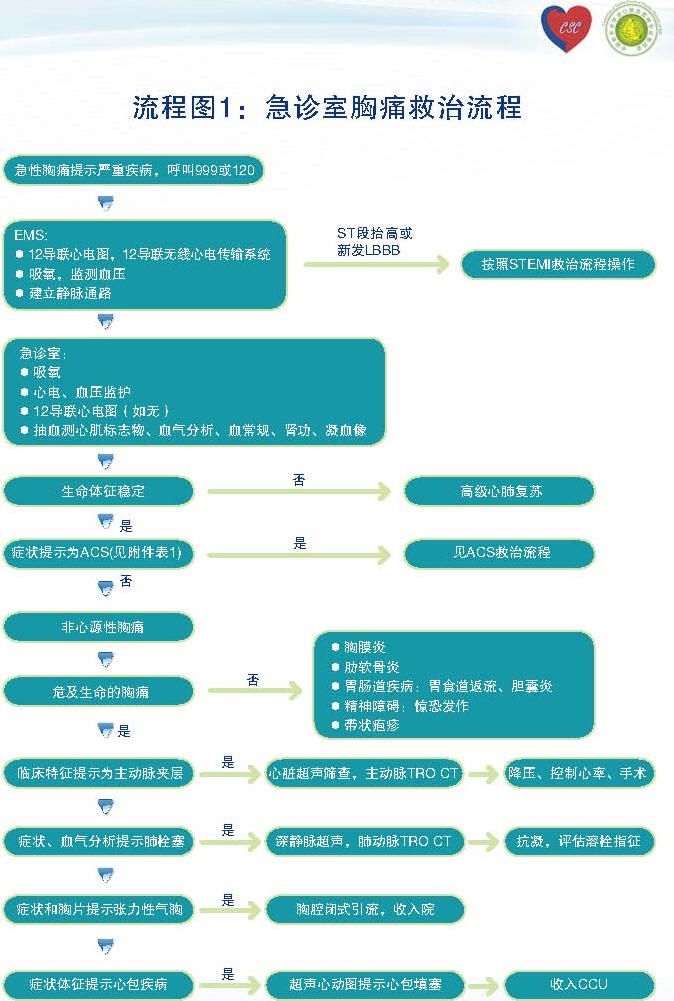 CSC
流程图1：急诊室胸痛救治流程
急性胸痛提示严重疾病，呼叫999或120
EMS:
● 12导联心电图，12导联无线心电传输系统
● 吸氧，监测血压
● 建立静脉通路
ST段抬高或
新发LBBB
按照STEMI救治流程操作
急诊室：
● 吸氧
● 心电、血压监护
● 12导联心电图（如无）
● 抽血测心肌标志物、血气分析、血常规、肾功、凝血像
生命体征稳定
否
高级心肺复苏
是
症状提示为ACS(见附件表1)
是
见ACS救治流程
否
非心源性胸痛
危及生命的胸痛
否
● 胸膜炎
● 肋软骨炎
● 胃肠道疾病：胃食道返流、胆囊炎
● 精神障碍：惊恐发作
● 带状疱疹
是
临床特征提示为主动脉夹层
是
心脏超声筛查，主动脉TRO CT
降压、控制心率、手术
症状、血气分析提示肺栓塞
是
深静脉超声，肺动脉TRO CT
抗凝，评估溶栓指征
症状和胸片提示张力性气胸
是
胸腔闭式引流，收入院
症状体征提示心包疾病
是
超声心动图提示心包填塞
收入CCU